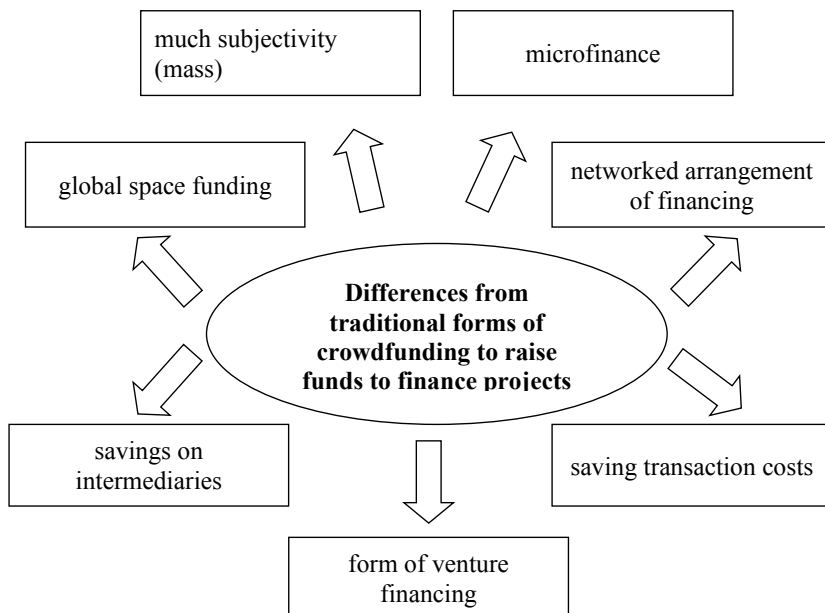 much subjectivity
(mass)
microfinance
global space funding
networked arrangement
of financing
Differences from
traditional forms of
crowdfunding to raise
funds to finance projects
savings on
intermediaries
saving transaction costs
form of venture
financing